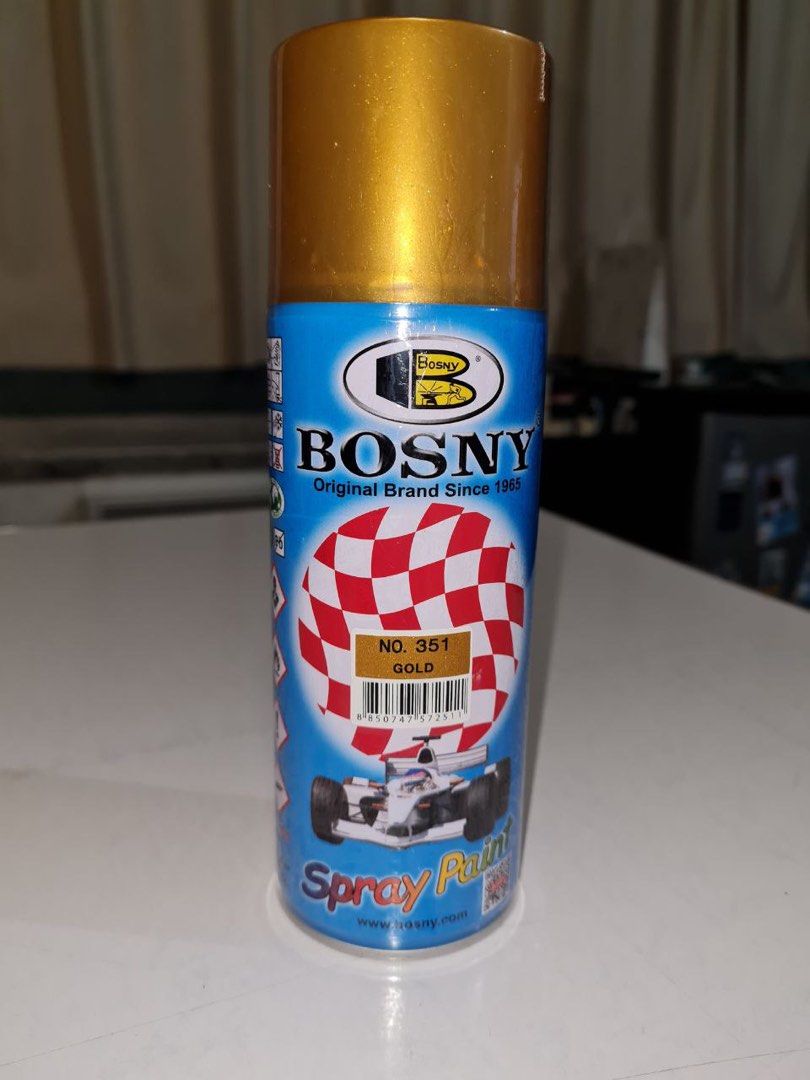 BOSNY
®
BOSNY
Original Brand Since 1965
NO. 351
GOLD
8 850747 572511
Spray Paint
www.bosny.com